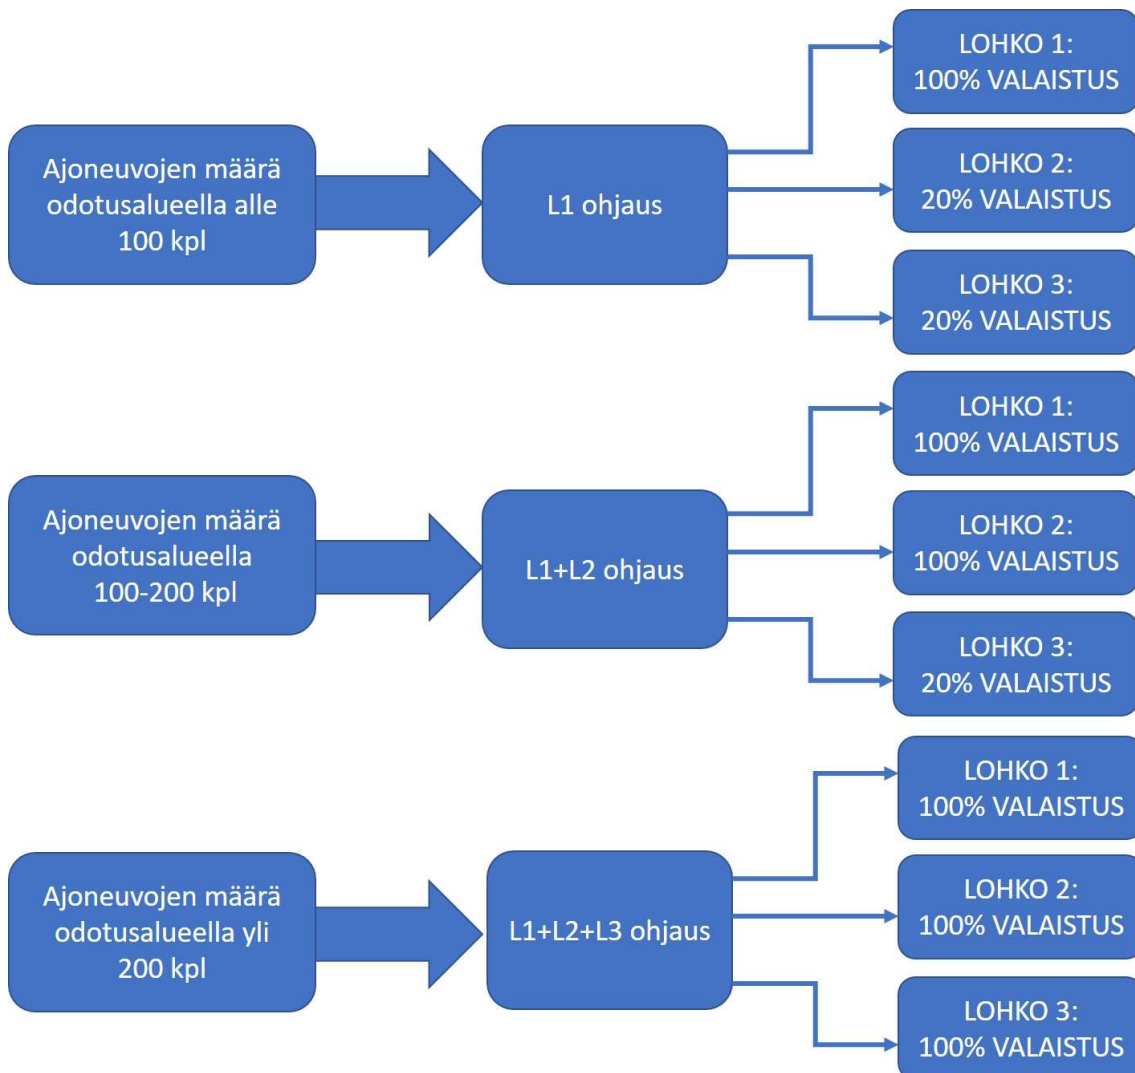 Ajoneuvojen määrä
odotusalueella alle
100 kpl
L1 ohjaus
LOHKO 1:
100% VALAISTUS
LOHKO 2:
20% VALAISTUS
LOHKO 3:
20% VALAISTUS
Ajoneuvojen määrä
odotusalueella
100-200 kpl
L1+L2 ohjaus
LOHKO 1:
100% VALAISTUS
LOHKO 2:
100% VALAISTUS
LOHKO 3:
20% VALAISTUS
Ajoneuvojen määrä
odotusalueella yli
200 kpl
L1+L2+L3 ohjaus
LOHKO 1:
100% VALAISTUS
LOHKO 2:
100% VALAISTUS
LOHKO 3:
100% VALAISTUS